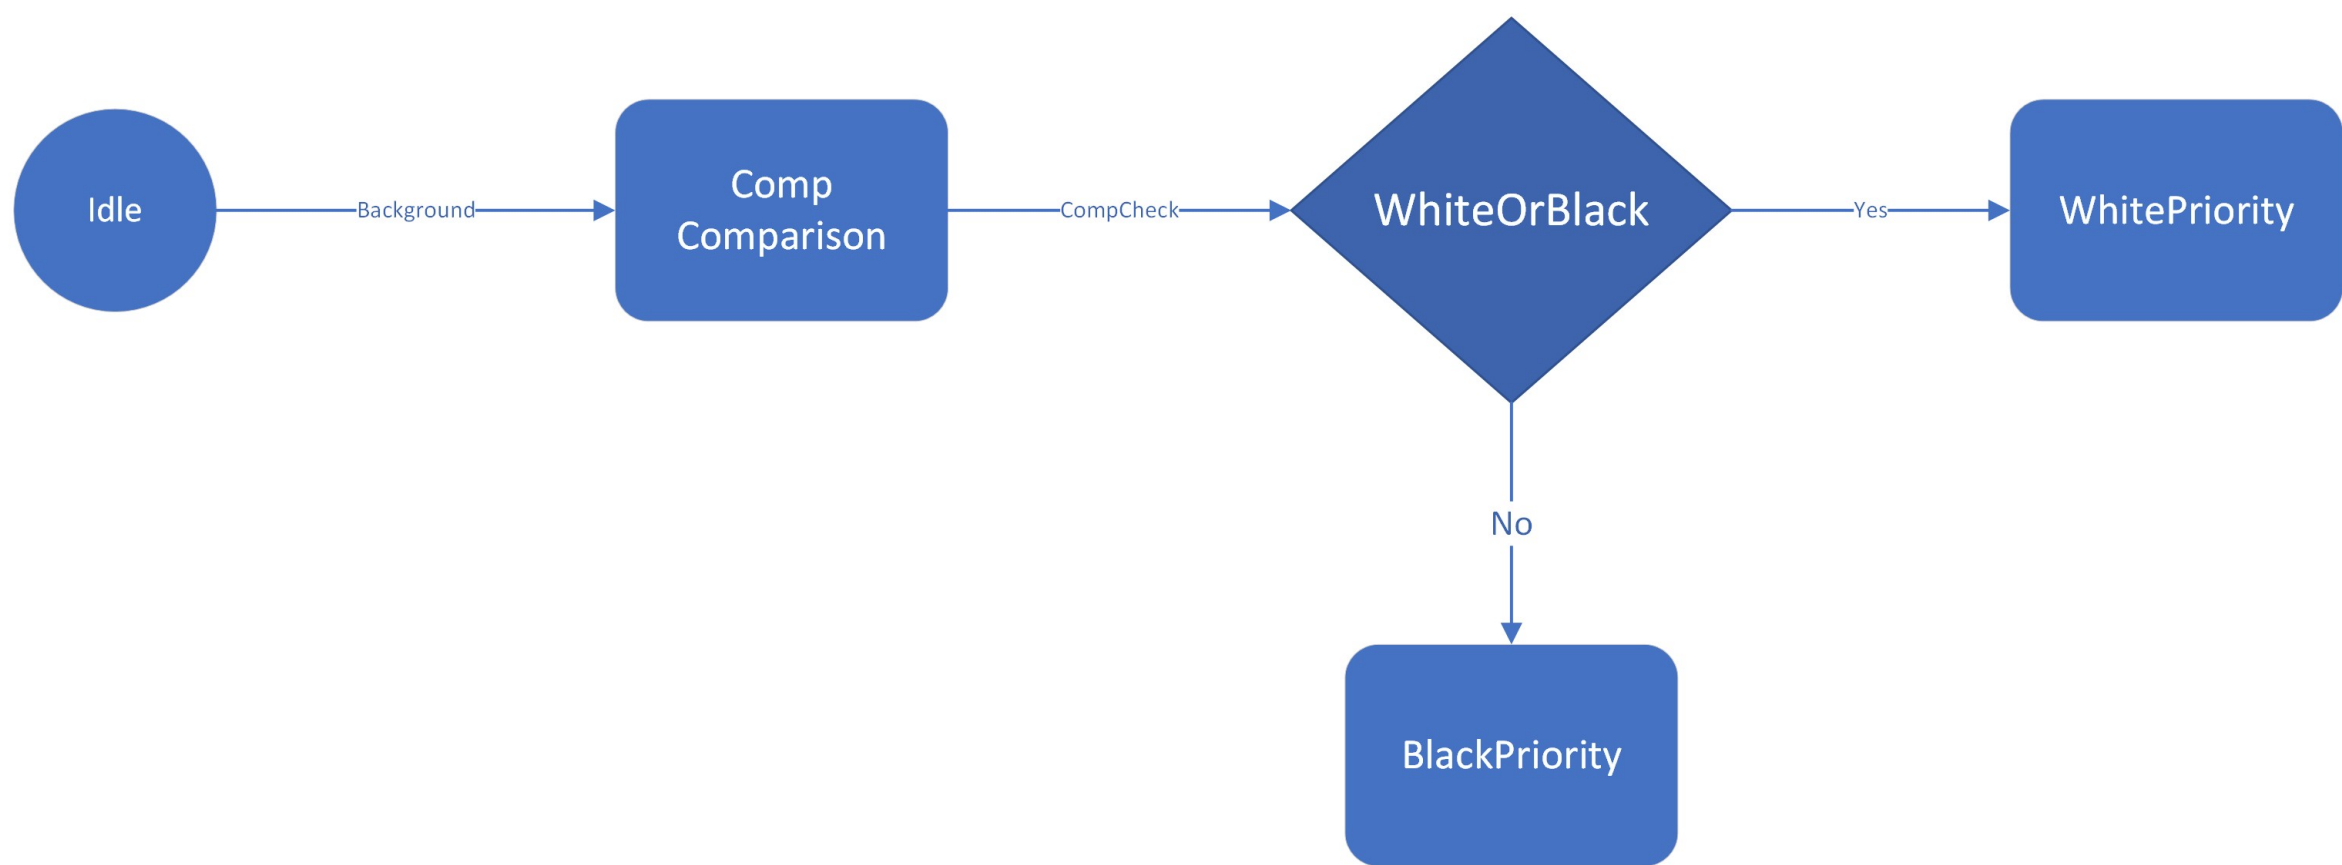 Idle
Background
Comp
Comparison
CompCheck
WhiteOrBlack
Yes
WhitePriority
No
BlackPriority